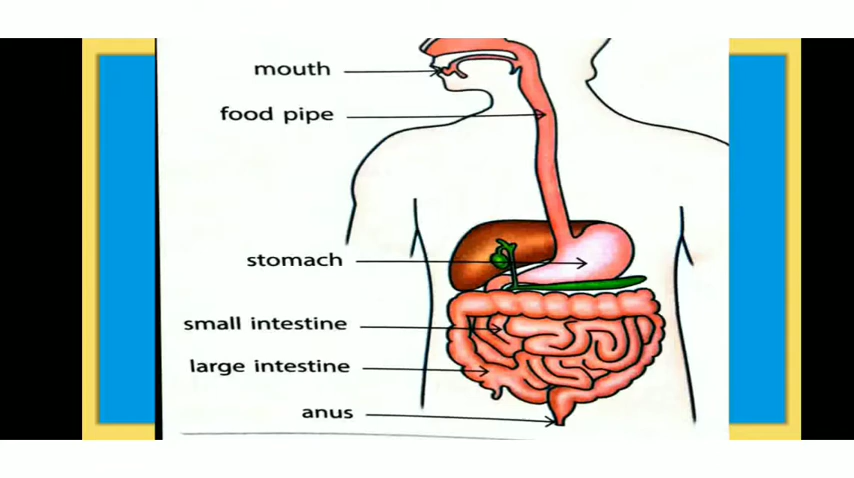 mouth
food pipe
stomach
small intestine
large intestine
anus